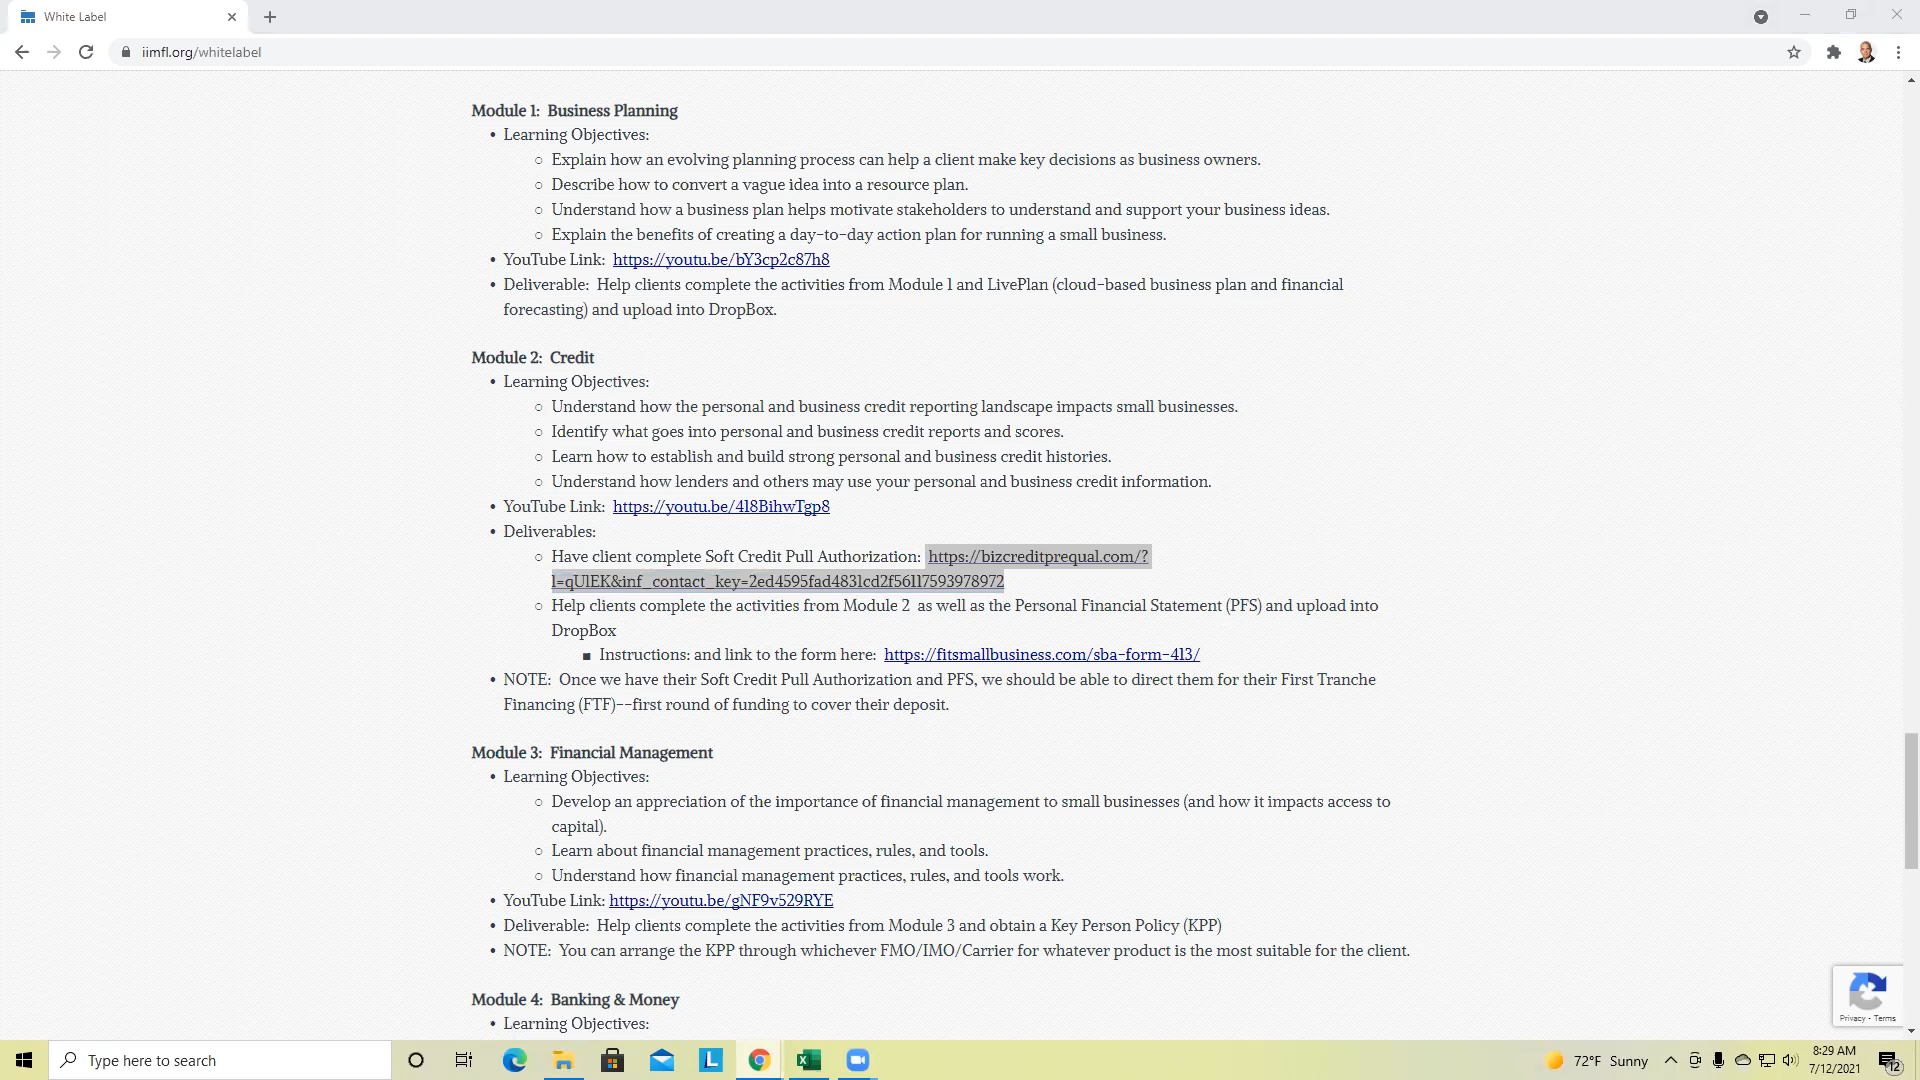 White Label
iimfl.org/whitelabel
Module 1:  Business Planning
• Learning Objectives:
○ Explain how an evolving planning process can help a client make key decisions as business owners.
○ Describe how to convert a vague idea into a resource plan.
○ Understand how a business plan helps motivate stakeholders to understand and support your business ideas.
○ Explain the benefits of creating a day-to-day action plan for running a small business.
• YouTube Link:  https://youtu.be/bY3cp2c87h8
• Deliverable:  Help clients complete the activities from Module 1 and LivePlan (cloud-based business plan and financial
forecasting) and upload into DropBox.
Module 2:  Credit
• Learning Objectives:
○ Understand how the personal and business credit reporting landscape impacts small businesses.
○ Identify what goes into personal and business credit reports and scores.
○ Learn how to establish and build strong personal and business credit histories.
○ Understand how lenders and others may use your personal and business credit information.
• YouTube Link:  https://youtu.be/4l8BihwTgp8
• Deliverables:
○ Have client complete Soft Credit Pull Authorization: https://bizcreditprequal.com/?
l=qUlEK&inf_contact_key=2ed4595fad4831cd2f56117593978972
○ Help clients complete the activities from Module 2  as well as the Personal Financial Statement (PFS) and upload into
DropBox
■ Instructions: and link to the form here:  https://fitsmallbusiness.com/sba-form-413/
• NOTE:  Once we have their Soft Credit Pull Authorization and PFS, we should be able to direct them for their First Tranche
Financing (FTF)--first round of funding to cover their deposit.
Module 3:  Financial Management
• Learning Objectives:
○ Develop an appreciation of the importance of financial management to small businesses (and how it impacts access to
capital).
○ Learn about financial management practices, rules, and tools.
○ Understand how financial management practices, rules, and tools work.
• YouTube Link: https://youtu.be/gNF9v529RYE
• Deliverable:  Help clients complete the activities from Module 3 and obtain a Key Person Policy (KPP)
• NOTE:  You can arrange the KPP through whichever FMO/IMO/Carrier for whatever product is the most suitable for the client.
Module 4:  Banking & Money
• Learning Objectives:
Privacy - Terms
Type here to search
L
72°F  Sunny
8:29 AM
7/12/2021
12